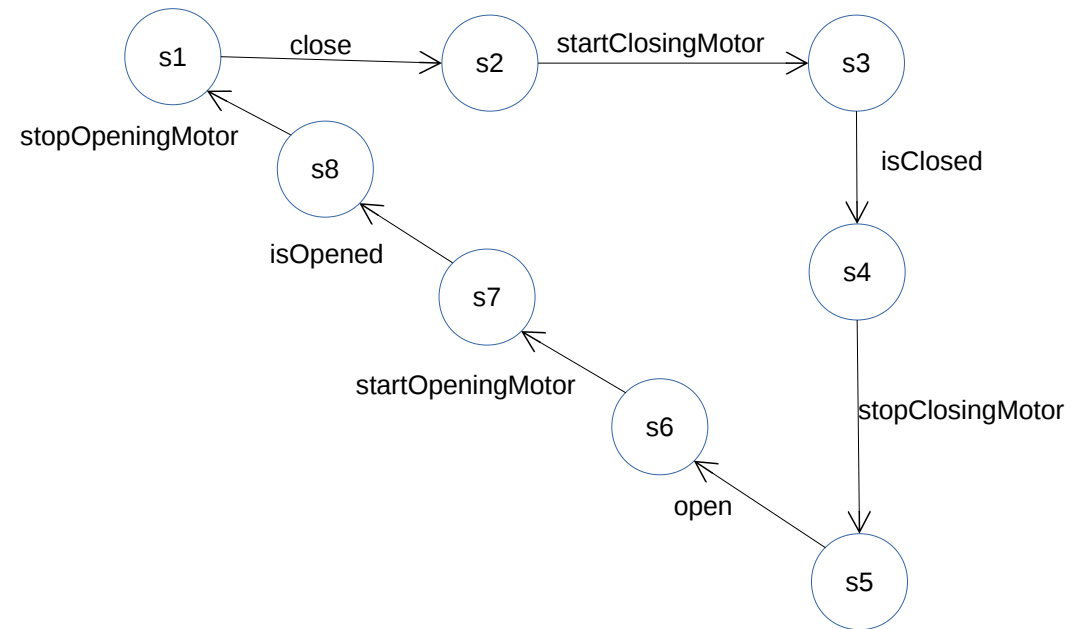 s1
close
s2
startClosingMotor
s3
stopOpeningMotor
s8
isClosed
isOpened
s7
s4
startOpeningMotor
s6
stopClosingMotor
open
s5